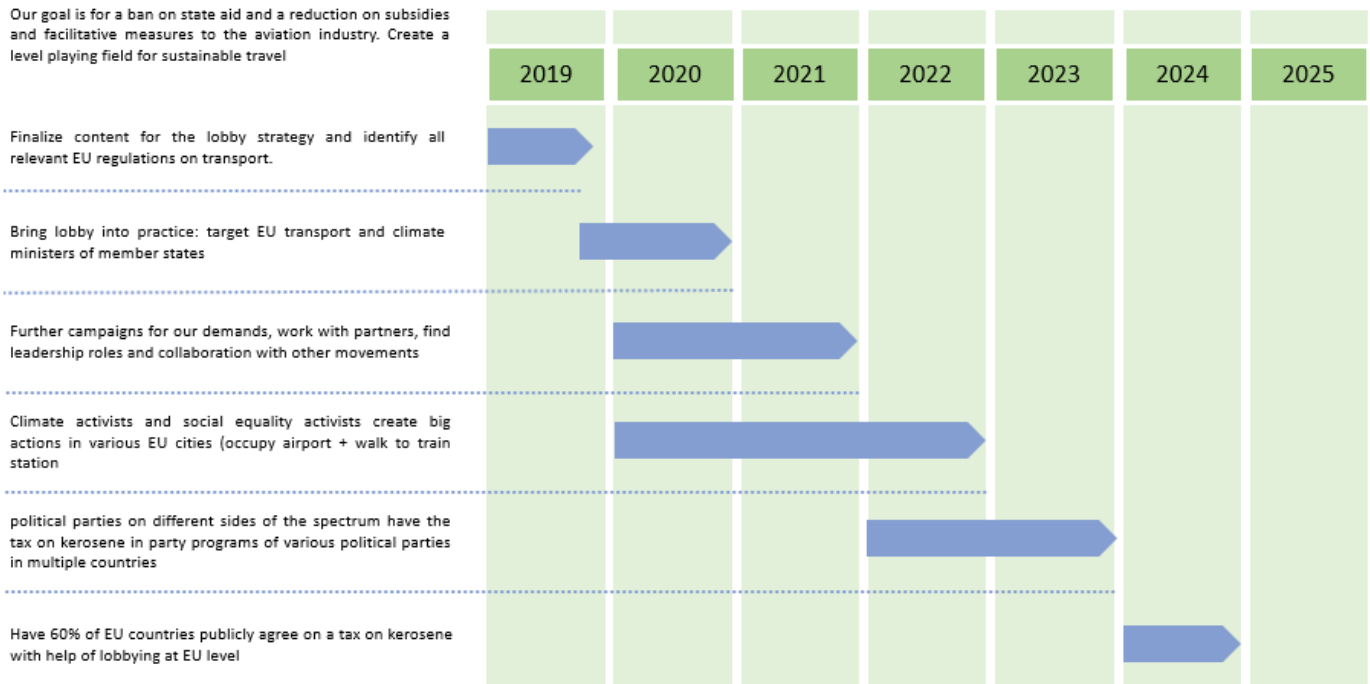 Our goal is for a ban on state aid and a reduction on subsidies
and facilitative measures to the aviation industry. Create a
level playing field for sustainable travel
2019 2020 2021 2022 2023 2024 2025
Finalize content for the lobby strategy and identify all
relevant EU regulations on transport.
Bring lobby into practice: target EU transport and climate
ministers of member states
Further campaigns for our demands, work with partners, find
leadership roles and collaboration with other movements
Climate activists and social equality activists create big
actions in various EU cities (occupy airport + walk to train
station
political parties on different sides of the spectrum have the
tax on kerosene in party programs of various political parties
in multiple countries
Have 60% of EU countries publicly agree on a tax on kerosene
with help of lobbying at EU level